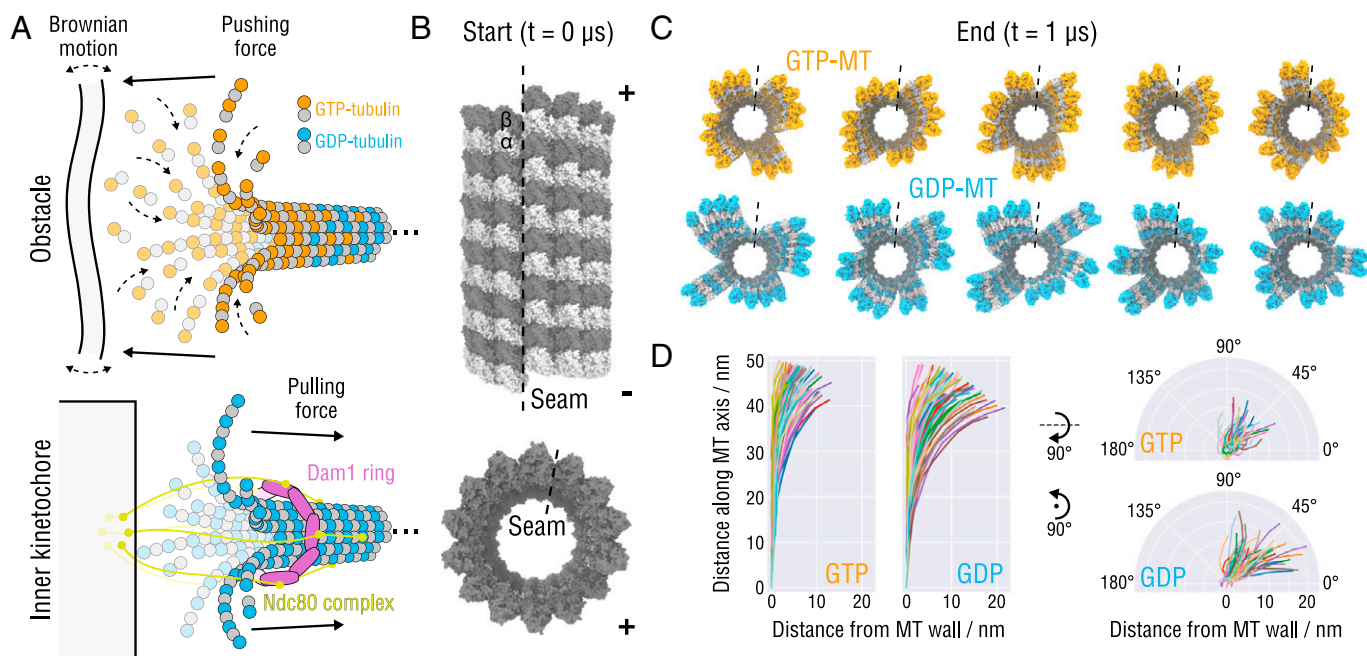 A
Brownian
motion
Pushing
force
GTP-tubulin
GDP-tubulin
Obstacle
...
Pulling
force
Dam1 ring
...
Ndc80 complex
Inner kinetochore
B
Start (t = 0 µs)
+
β
α
Seam
-
Seam
+
C
End (t = 1 µs)
GTP-MT
GDP-MT
D
Distance along MT axis / nm
50
40
30
20
10
0
GTP
GDP
0 10 20
0 10 20
Distance from MT wall / nm
90°
90°
90°
135°
45°
180°
GTP
0°
90°
135°
45°
180°
GDP
0°
0 10 20
Distance from MT wall / nm